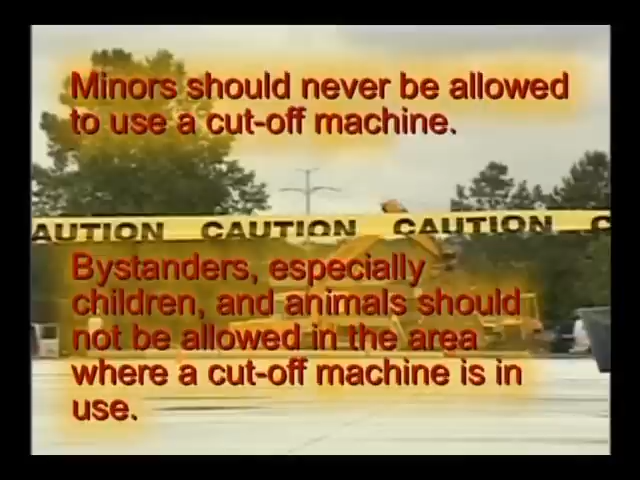 Minors should never be allowed
to use a cut-off machine.
AUTION CAUTION CAUTION C
Bystanders, especially
children, and animals should
not be allowed in the area
where a cut-off machine is in
use.